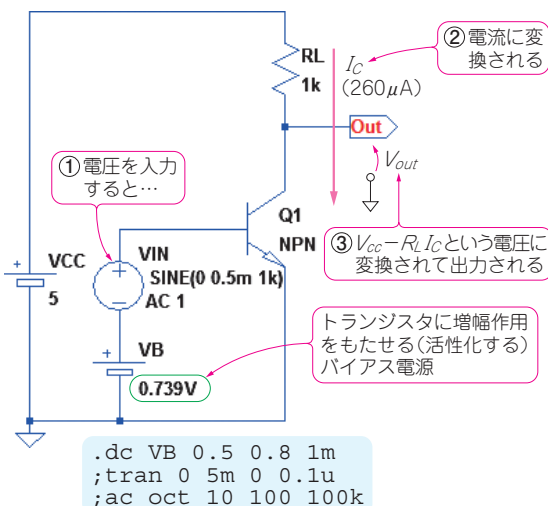 RL
1k
I_C
(260μA)
②電流に変
換される
Out
V_out
①電圧を入力
すると…
Q1
NPN
③V_cc−R_L I_Cという電圧に
変換されて出力される
+
VCC
5
VIN
+
SINE(0 0.5m 1k)
−
AC 1
+
VB
0.739V
トランジスタに増幅作用
をもたせる(活性化する)
バイアス電源
.dc VB 0.5 0.8 1m
;tran 0 5m 0 0.1u
;ac oct 10 100 100k